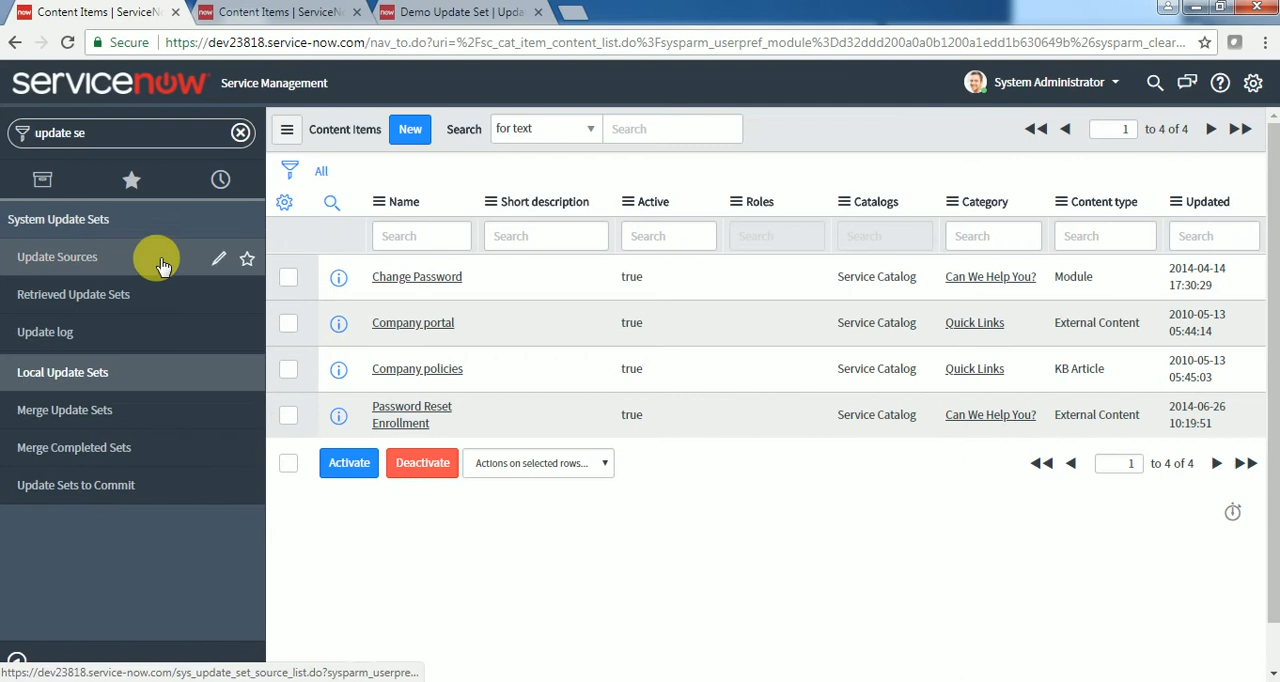 Content Items | ServiceN
Content Items | ServiceN
Demo Update Set | Upda
Secure
https://dev23818.service-now.com/nav_to.do?uri=%2Fsc_cat_item_content_list.do%3Fsysparm_userpref_module%3Dd32ddd200a0a0b1200a1edd1b630649b%26sysparm_clear...
servicenow Service Management
System Administrator
update se
System Update Sets
Update Sources
Retrieved Update Sets
Update log
Local Update Sets
Merge Update Sets
Merge Completed Sets
Update Sets to Commit
Content Items New Search for text Search 1 to 4 of 4
All
Name Short description Active Roles Catalogs Category Content type Updated
Search Search Search Search Search Search Search Search
Change Password true Service Catalog Can We Help You? Module 2014-04-14
17:30:29
Company portal true Service Catalog Quick Links External Content 2010-05-13
05:44:14
Company policies true Service Catalog Quick Links KB Article 2010-05-13
05:45:03
Password Reset
Enrollment true Service Catalog Can We Help You? External Content 2014-06-26
10:19:51
Activate Deactivate Actions on selected rows... 1 to 4 of 4
https://dev23818.service-now.com/sys_update_set_source_list.do?sysparm_userpre...